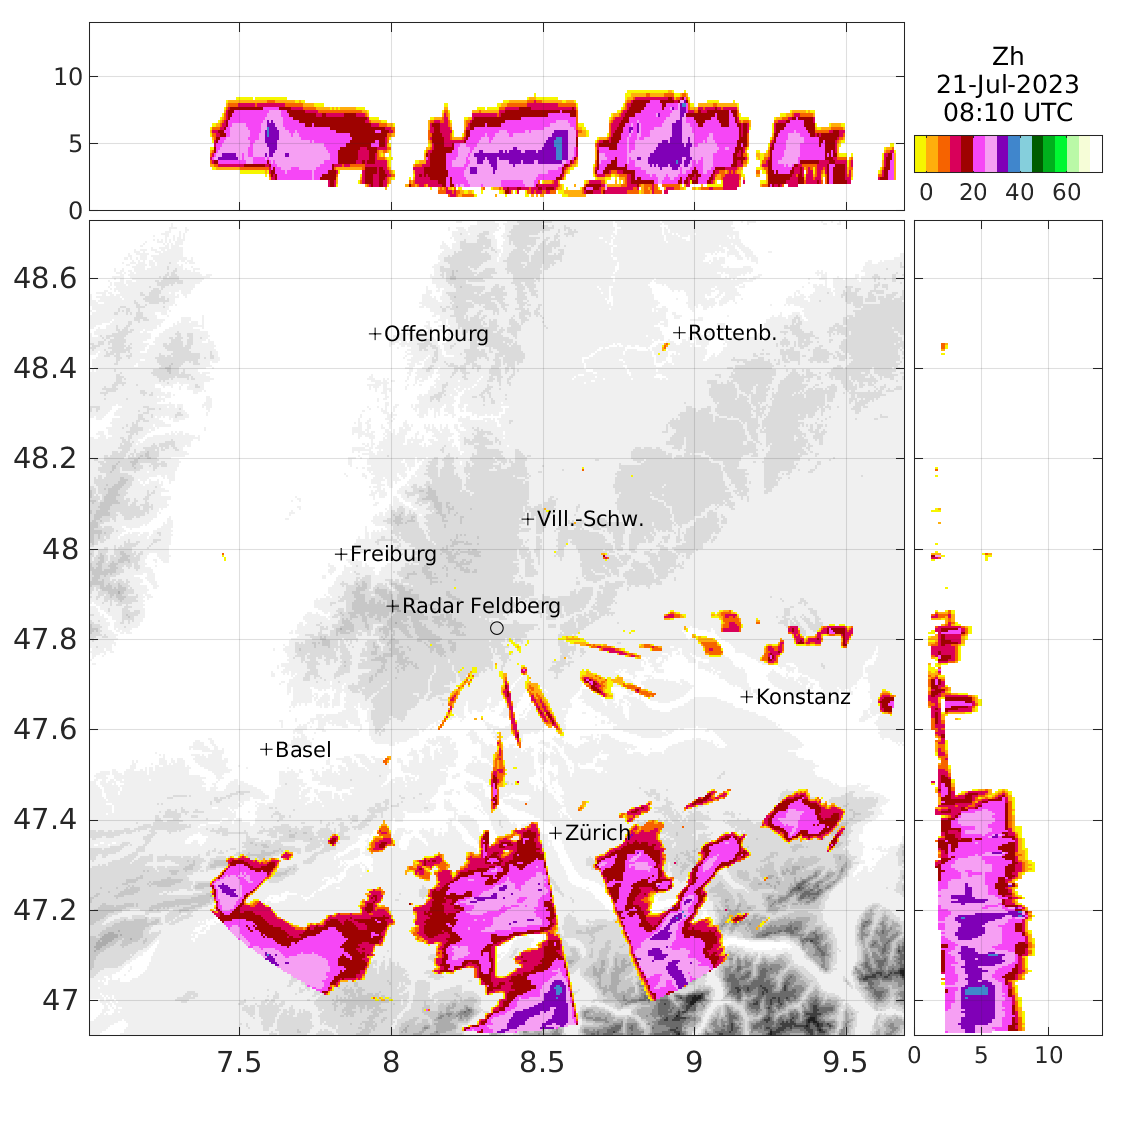 10
5
0
Zh
21-Jul-2023
08:10 UTC
0 20 40 60
48.6
48.4
48.2
48
47.8
47.6
47.4
47.2
47
+Offenburg
+Rottenb.
+Vill.-Schw.
+Freiburg
+Radar Feldberg
+Konstanz
+Basel
+Zürich
7.5 8 8.5 9 9.5
0 5 10